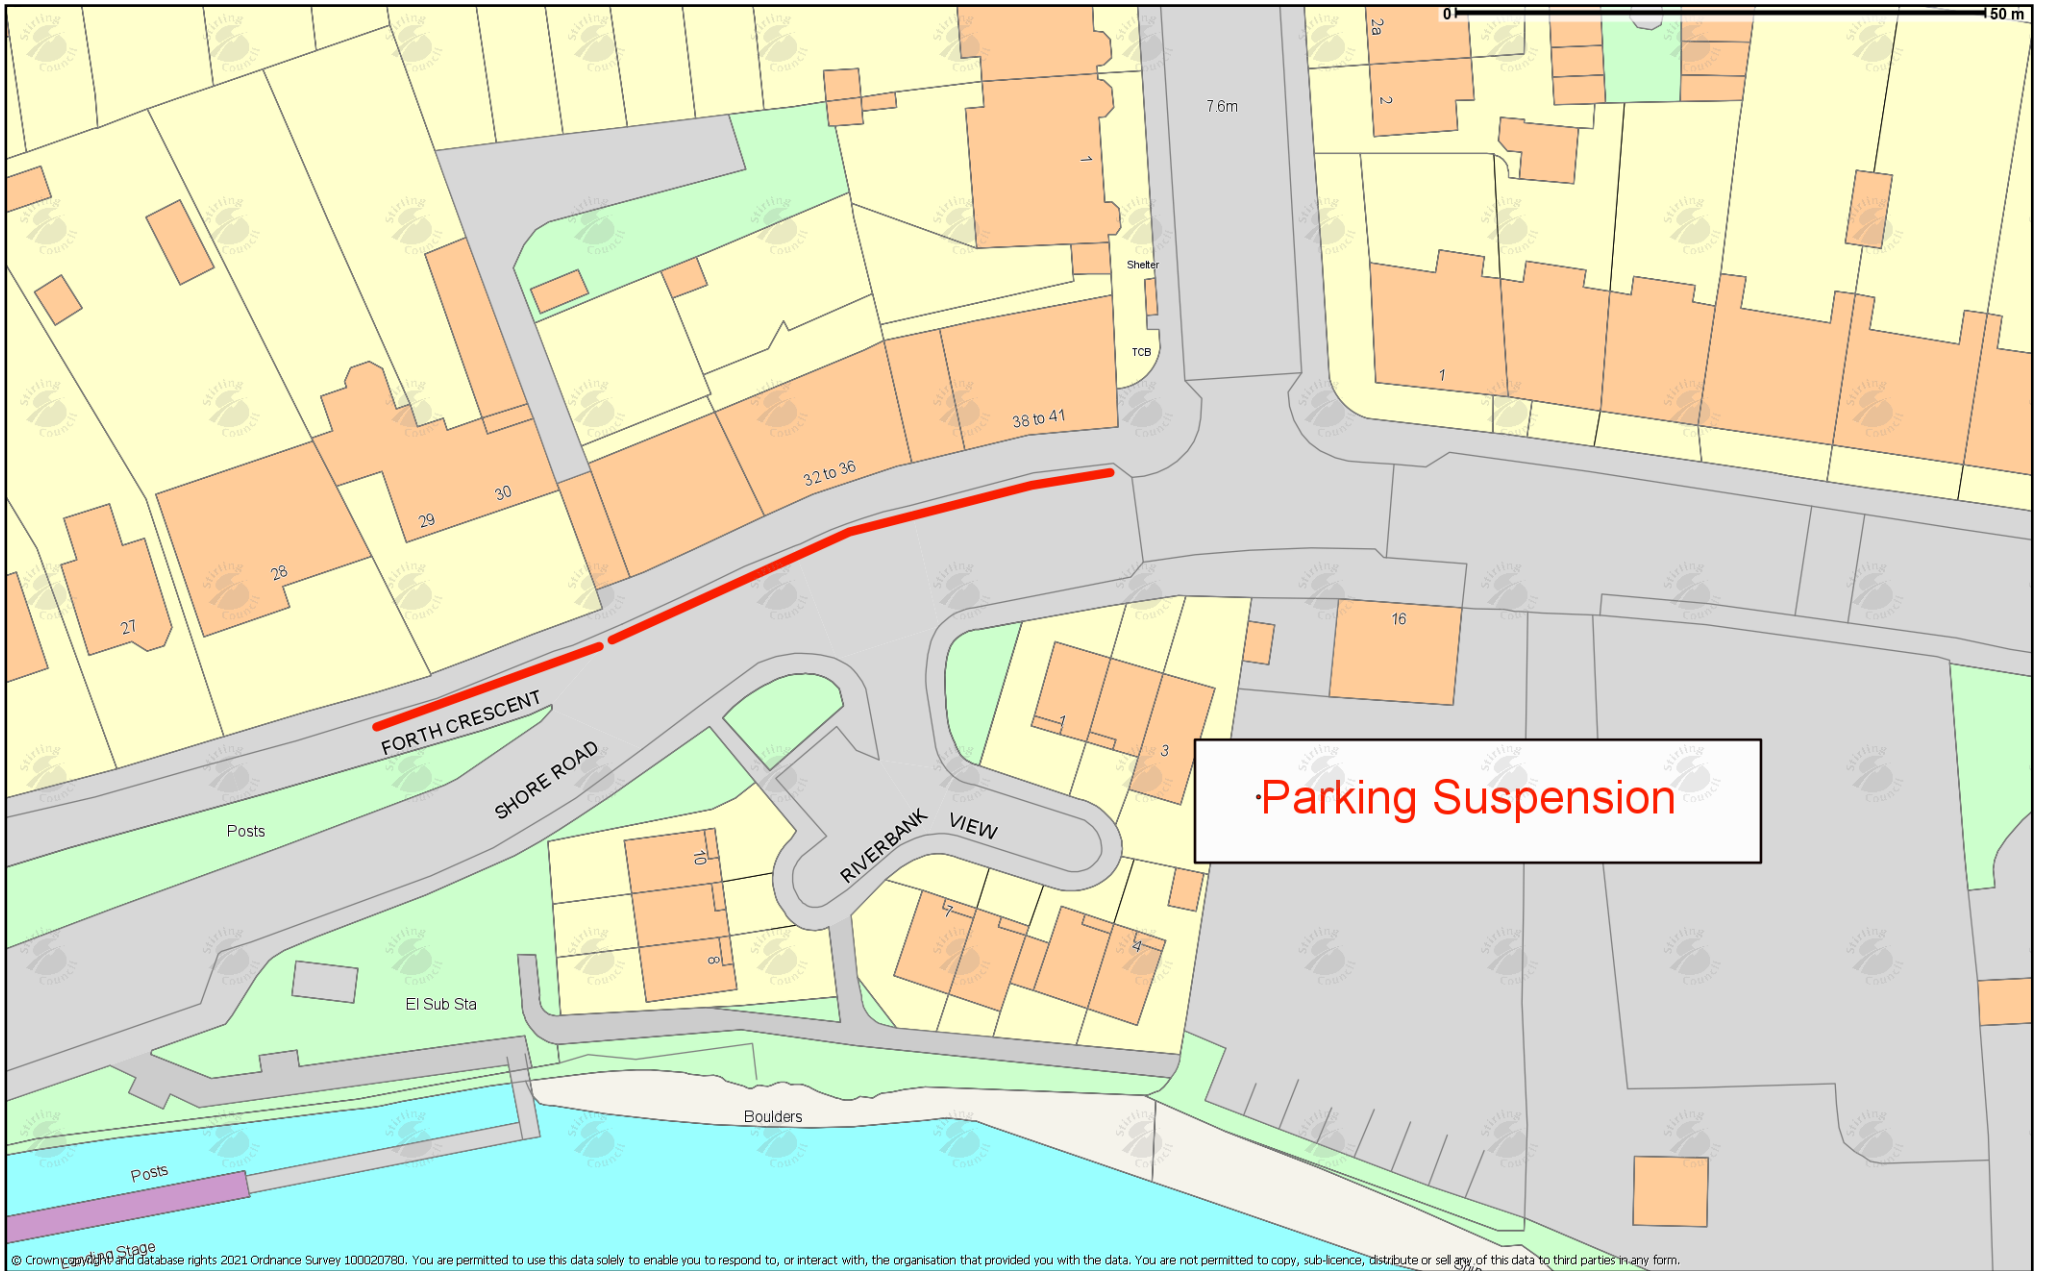 0 50 m
2a
2
7.6m
1
Shelter
TCB
1
38 to 41
32 to 36
30
29
28
27
16
FORTH CRESCENT
SHORE ROAD
1
3
Parking Suspension
Posts
RIVERBANK VIEW
10
8
7
4
El Sub Sta
Boulders
Posts
Landing Stage
© Crown copyright and database rights 2021 Ordnance Survey 100020780. You are permitted to use this data solely to enable you to respond to, or interact with, the organisation that provided you with the data. You are not permitted to copy, sub-licence, distribute or sell any of this data to third parties in any form.
Stirling Council